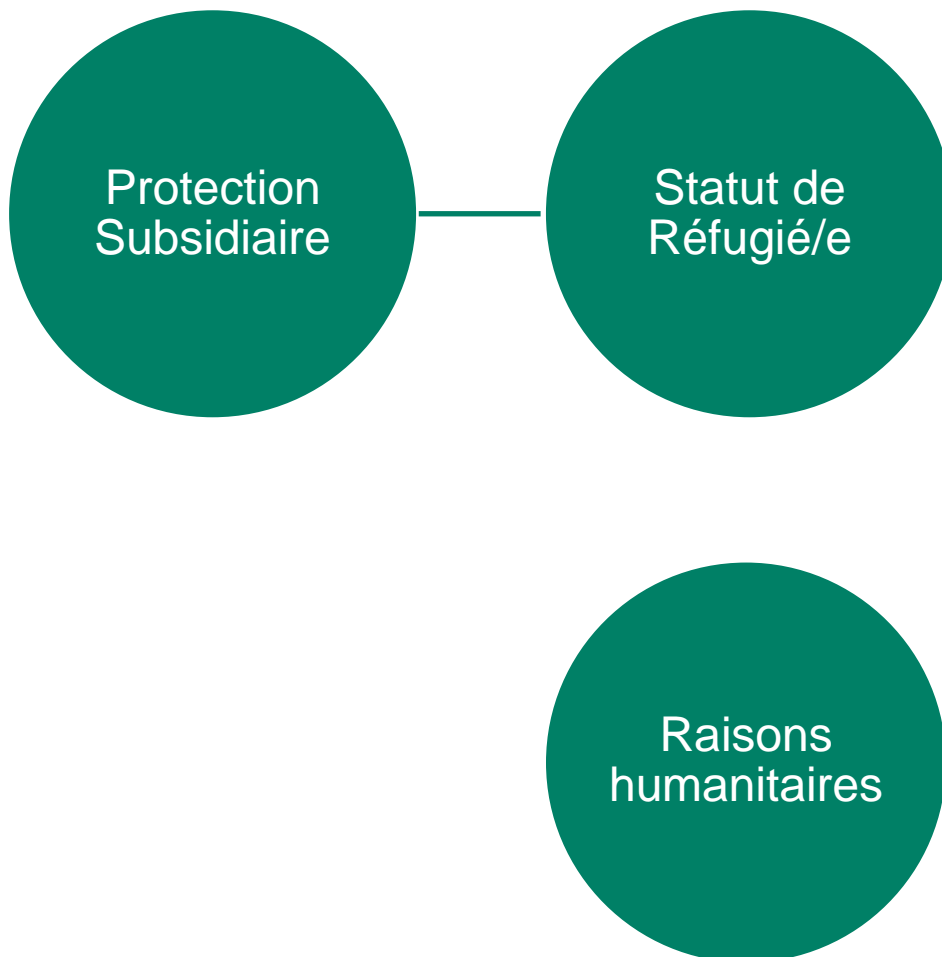 Protection
Subsidiaire
Statut de
Réfugié/e
Raisons
humanitaires